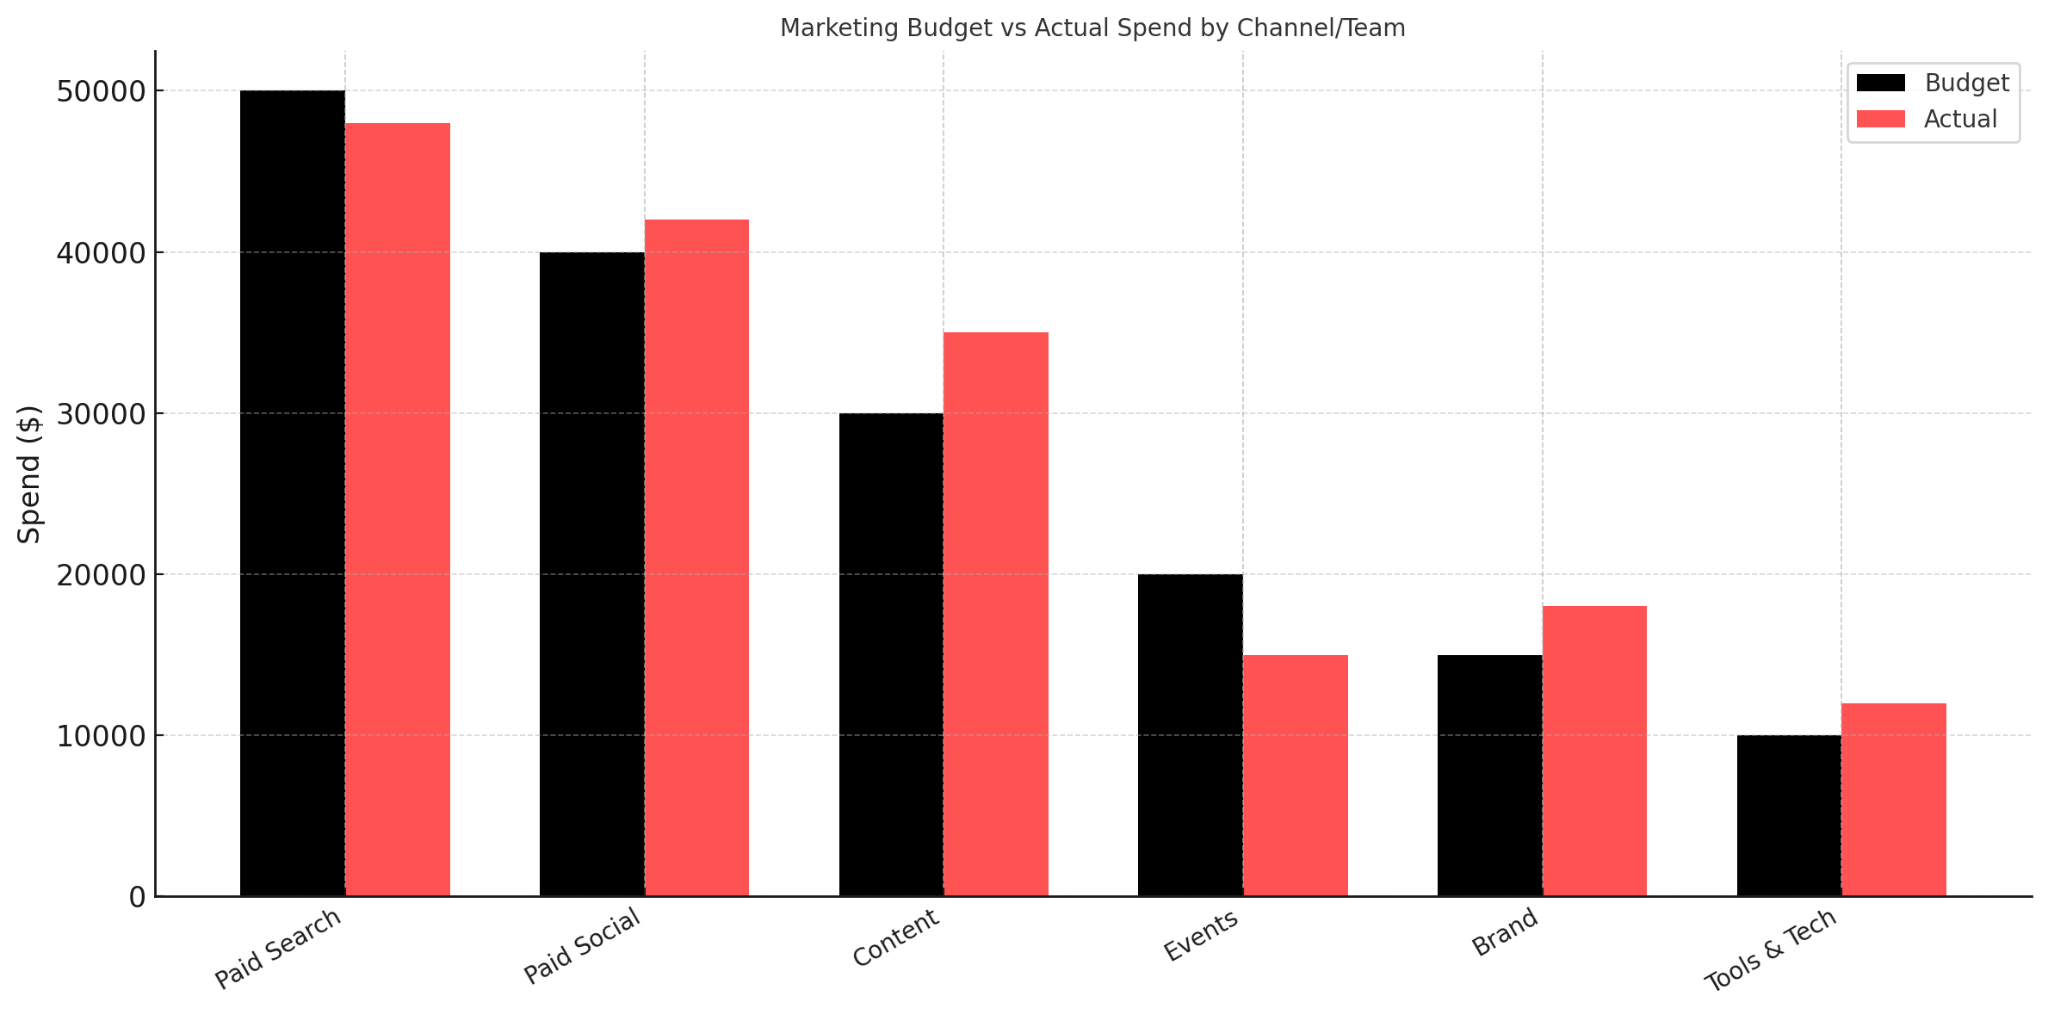 Marketing Budget vs Actual Spend by Channel/Team
Budget
Actual
Spend ($)
50000
40000
30000
20000
10000
0
Paid Search
Paid Social
Content
Events
Brand
Tools & Tech